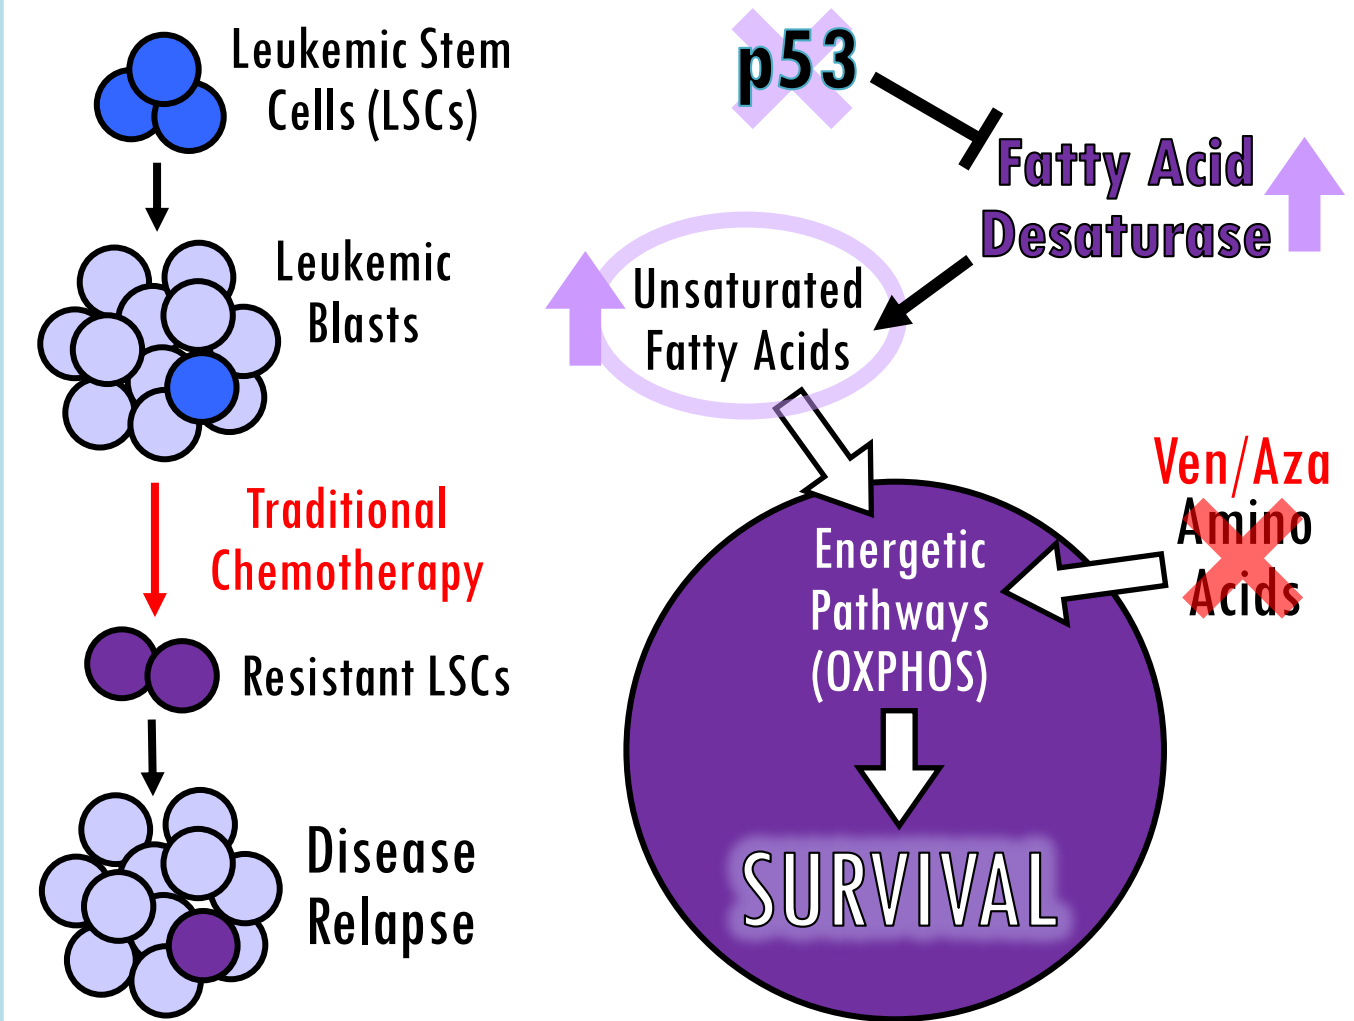 Leukemic Stem
Cells (LSCs)
Leukemic
Blasts
Traditional
Chemotherapy
Resistant LSCs
Disease
Relapse
p53
Fatty Acid
Desaturase
Unsaturated
Fatty Acids
Ven/Aza
Amino
Acids
Energetic
Pathways
(OXPHOS)
SURVIVAL